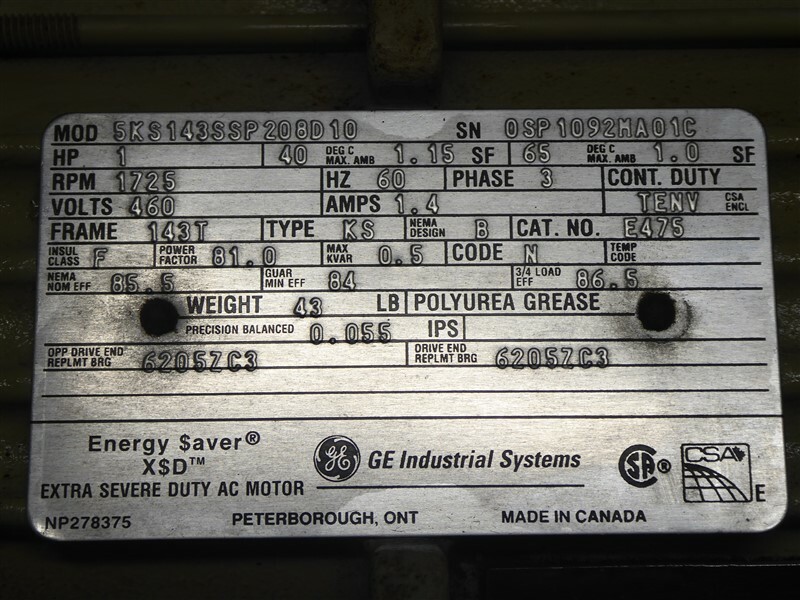 MOD 5KS143SSP208D10 SN 0SP1092MA01C
HP 1 40 DEG C MAX. AMB 1.15 SF 65 DEG C MAX. AMB 1.0 SF
RPM 1725 HZ 60 PHASE 3 CONT. DUTY
VOLTS 460 AMPS 1.4 TENV CSA ENCL
FRAME 143T TYPE KS NEMA DESIGN B CAT. NO. E475
INSUL CLASS F POWER FACTOR 81.0 MAX KVAR 0.5 CODE N TEMP CODE
NEMA NOM EFF 85.5 GUAR MIN EFF 84 3/4 LOAD EFF 86.5
WEIGHT 43 LB POLYUREA GREASE
PRECISION BALANCED 0.055 IPS
OPP DRIVE END REPLMT BRG 6205ZC3 DRIVE END REPLMT BRG 6205ZC3
Energy $aver®
X$D™
GE GE Industrial Systems
SA® CSA
EXTRA SEVERE DUTY AC MOTOR
E
NP278375 PETERBOROUGH, ONT MADE IN CANADA